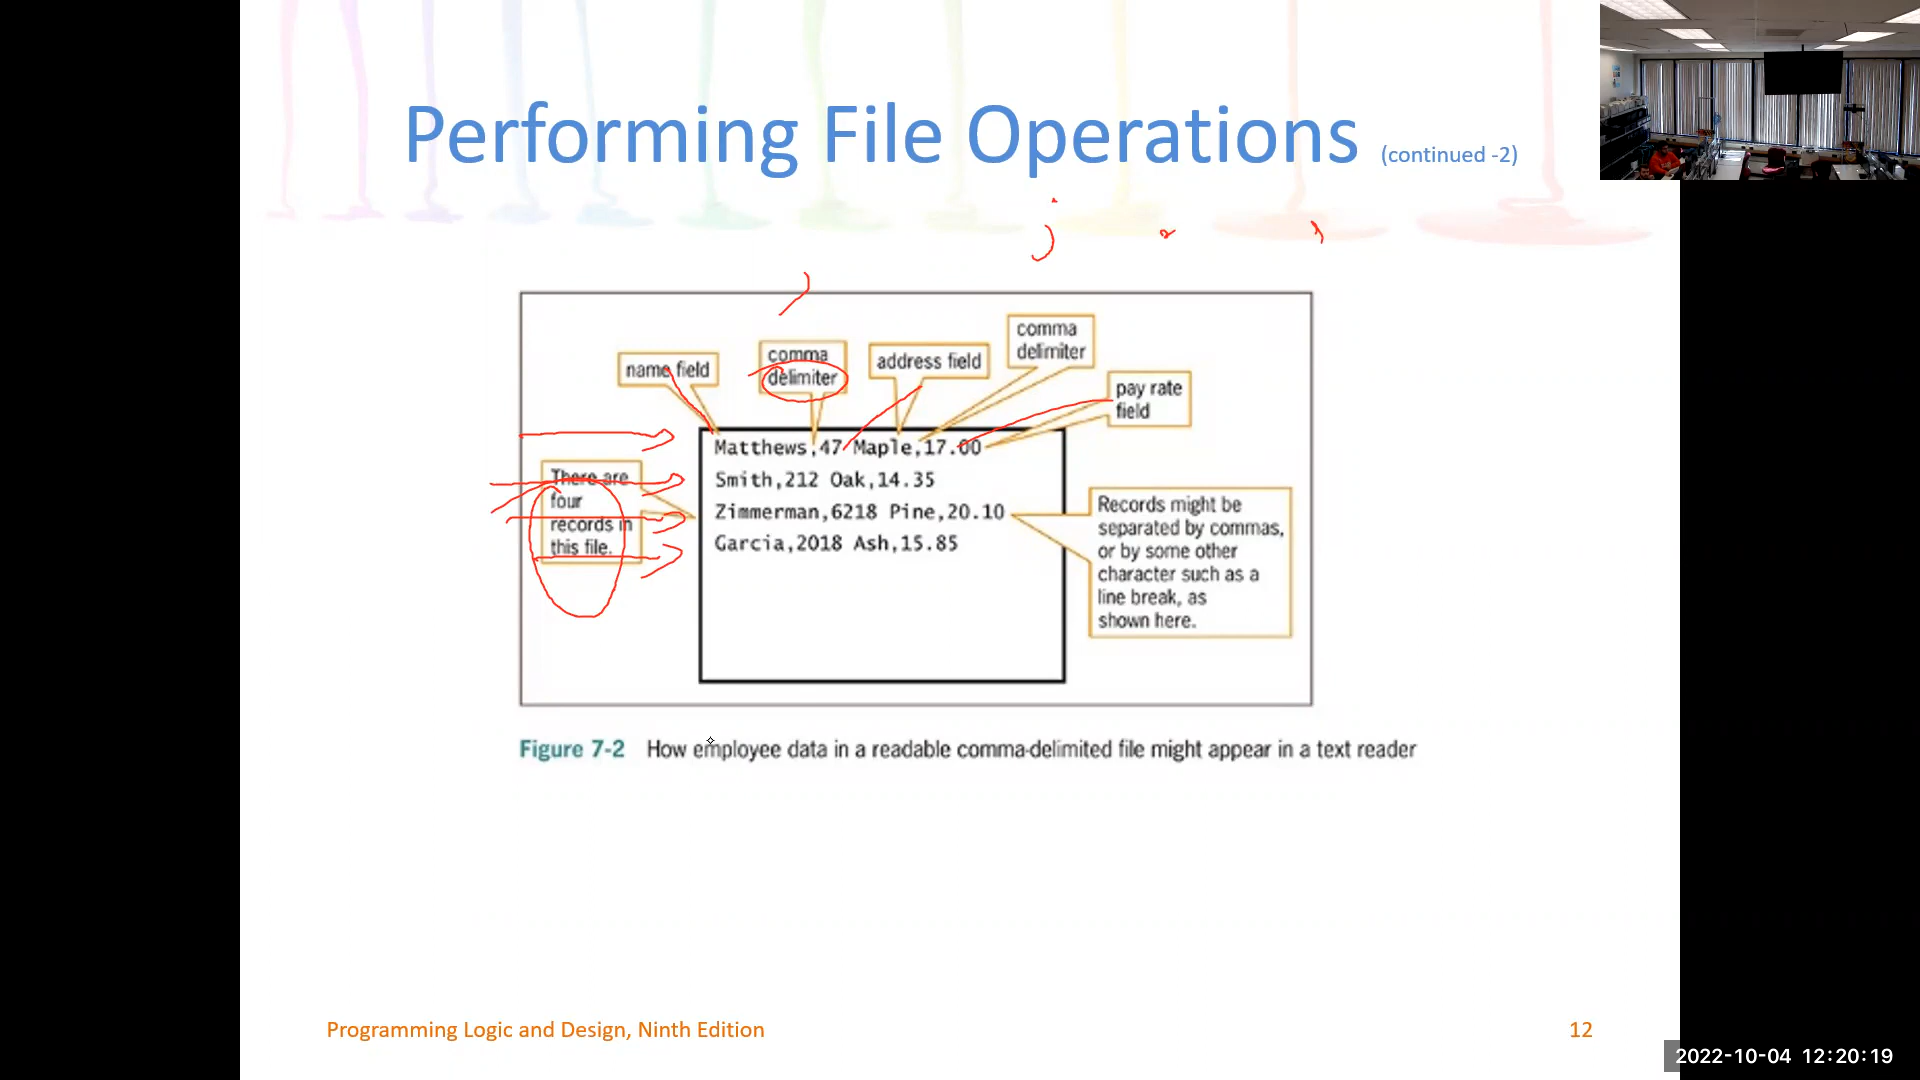 Performing File Operations (continued -2)
name field
comma
delimiter
address field
comma
delimiter
pay rate
field
There are
four
records in
this file.
Matthews,47 Maple,17.00
Smith,212 Oak,14.35
Zimmerman,6218 Pine,20.10
Garcia,2018 Ash,15.85
Records might be
separated by commas,
or by some other
character such as a
line break, as
shown here.
Figure 7-2 How employee data in a readable comma-delimited file might appear in a text reader
Programming Logic and Design, Ninth Edition
12
2022-10-04 12:20:19